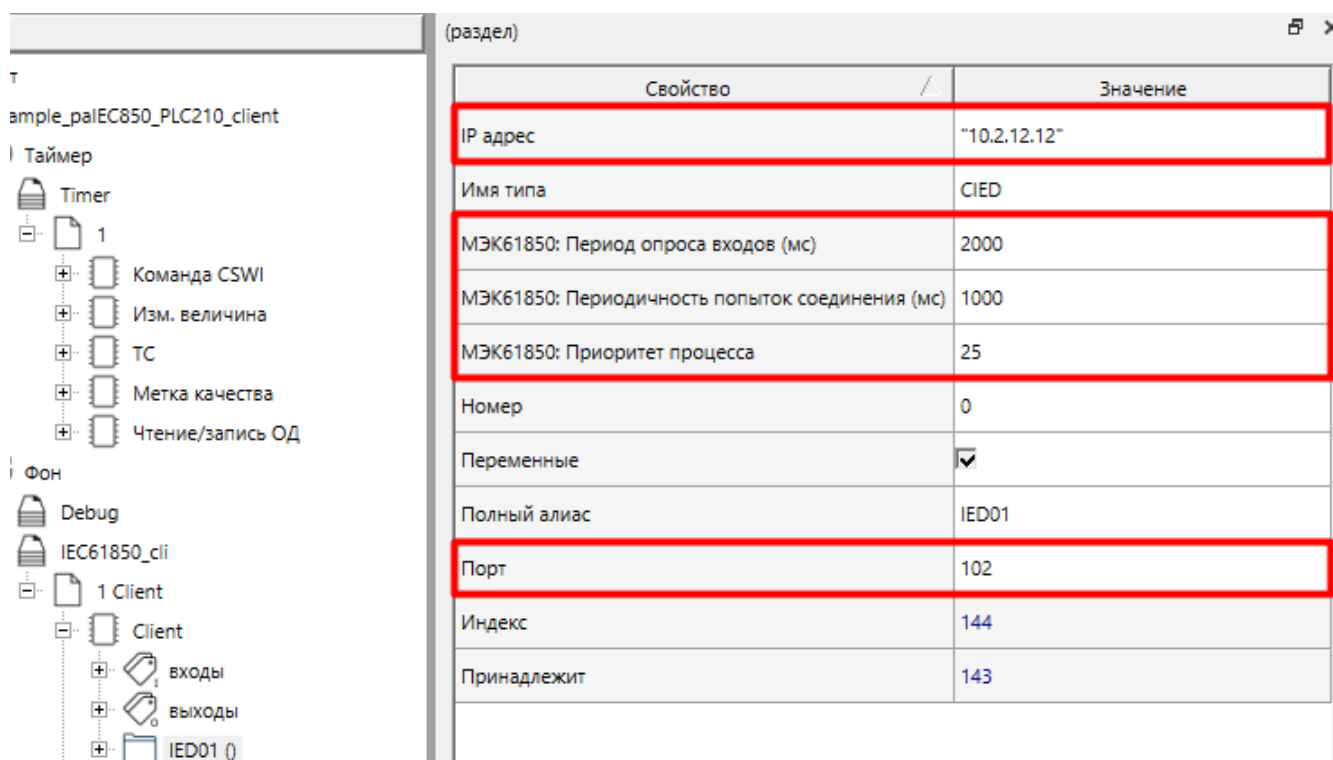 (раздел)
т
ample_paIEC850_PLC210_client
Таймер
Timer
1
Команда CSWI
Изм. величина
ТС
Метка качества
Чтение/запись ОД
Фон
Debug
IEC61850_cli
1 Client
Client
входы
выходы
IED01 ()
Свойство Значение
IP адрес "10.2.12.12"
Имя типа CIED
МЭК61850: Период опроса входов (мс) 2000
МЭК61850: Периодичность попыток соединения (мс) 1000
МЭК61850: Приоритет процесса 25
Номер 0
Переменные
Полный алиас IED01
Порт 102
Индекс 144
Принадлежит 143